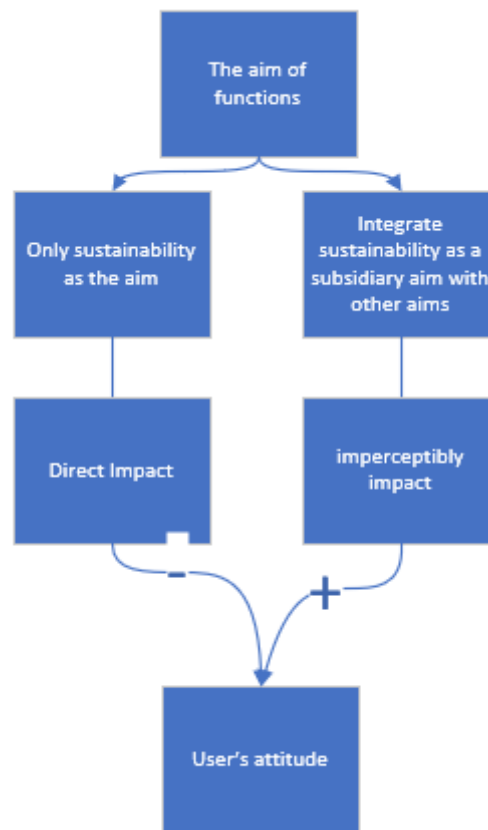 The aim of
functions
Only sustainability
as the aim
Integrate
sustainability as a
subsidiary aim with
other aims
Direct Impact
imperceptibly
impact
-
+
User's attitude